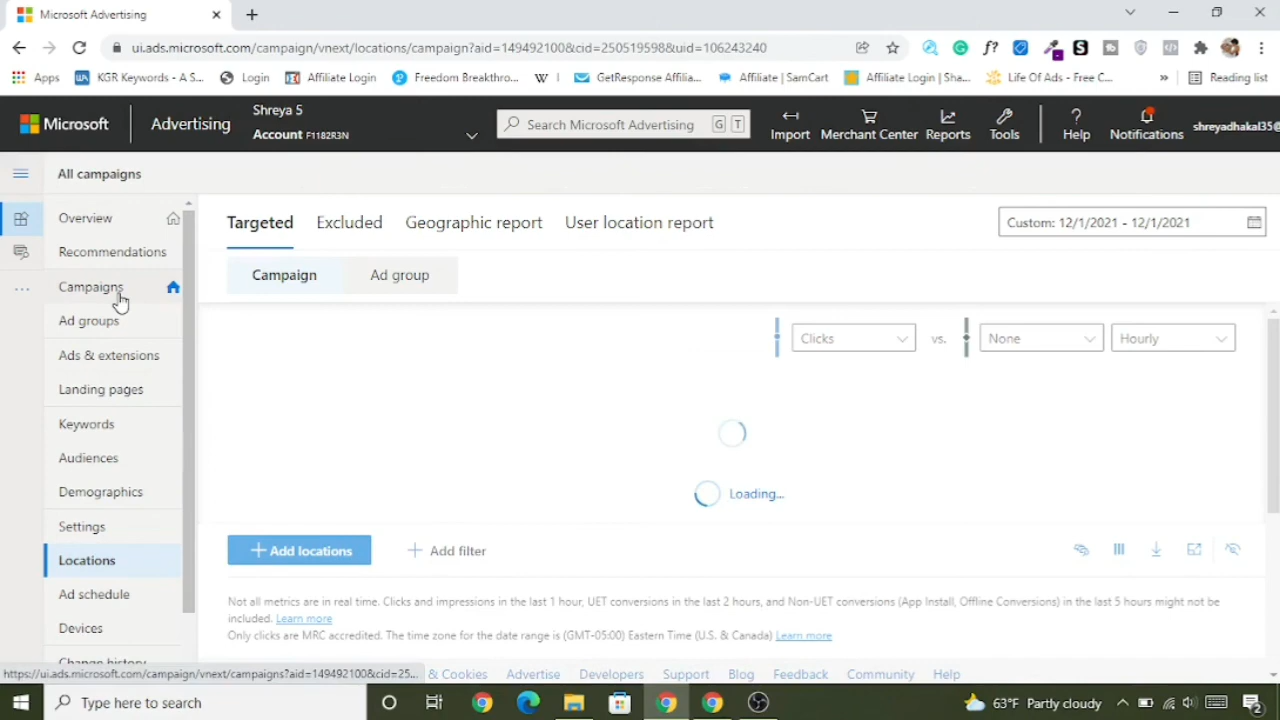 Microsoft Advertising
ui.ads.microsoft.com/campaign/vnext/locations/campaign?aid=149492100&cid=250519598&uid=106243240
Apps
KGR Keywords - A S...
Login
Affiliate Login
Freedom Breakthro...
GetResponse Affilia...
Affiliate | SamCart
Affiliate Login | Sha...
Life Of Ads - Free C...
»
Reading list
Microsoft
Advertising
Shreya 5
Account F1182R3N
Search Microsoft Advertising G T
Import
Merchant Center
Reports
Tools
Help
Notifications
shreyadhakal35@
All campaigns
Overview
Recommendations
Campaigns
Ad groups
Ads & extensions
Landing pages
Keywords
Audiences
Demographics
Settings
Locations
Ad schedule
Devices
Change history
Targeted
Excluded
Geographic report
User location report
Custom: 12/1/2021 - 12/1/2021
Campaign
Ad group
Clicks
vs.
None
Hourly
Loading...
+ Add locations
+ Add filter
Not all metrics are in real time. Clicks and impressions in the last 1 hour, UET conversions in the last 2 hours, and Non-UET conversions (App Install, Offline Conversions) in the last 5 hours might not be
included. Learn more
Only clicks are MRC accredited. The time zone for the date range is (GMT-05:00) Eastern Time (U.S. & Canada) Learn more
https://ui.ads.microsoft.com/campaign/vnext/campaigns?aid=149492100&cid=25...
& Cookies
Advertise
Developers
Support
Blog
Feedback
Community
Help
Type here to search
63°F Partly cloudy
2